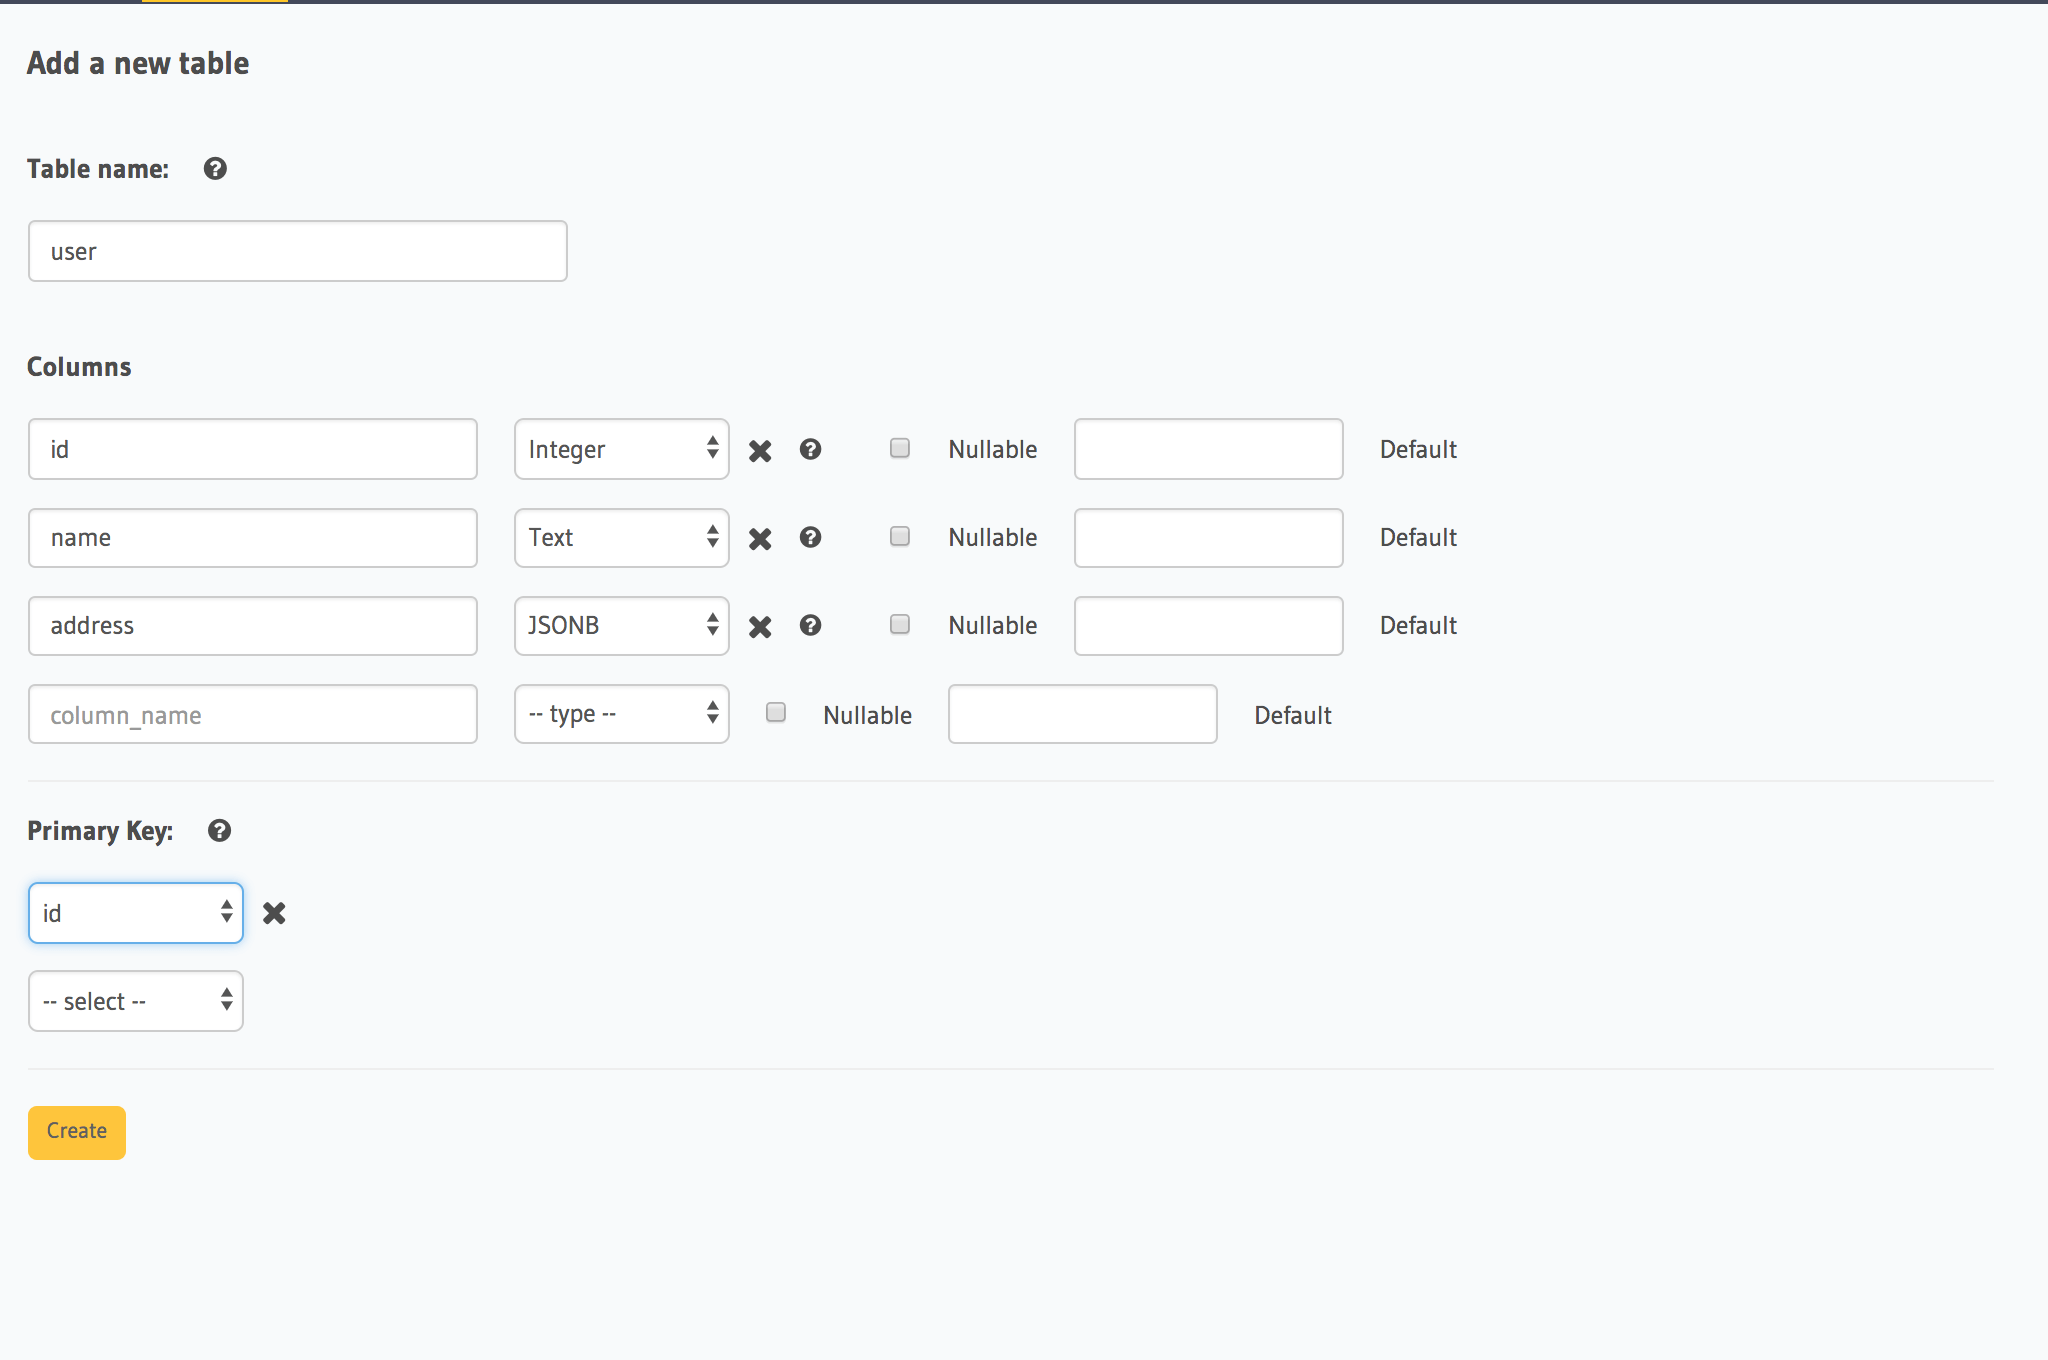 Add a new table
Table name:
user
Columns
id Integer Nullable Default
name Text Nullable Default
address JSONB Nullable Default
column_name -- type -- Nullable Default
Primary Key:
id
-- select --
Create